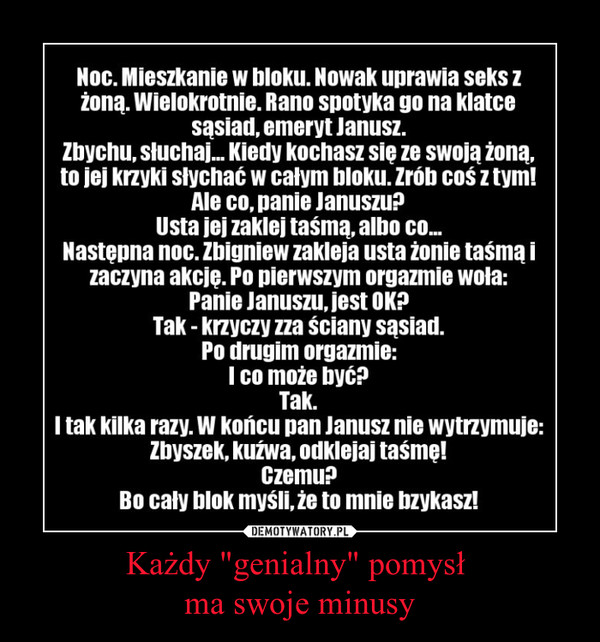 Noc. Mieszkanie w bloku. Nowak uprawia seks z
żoną. Wielokrotnie. Rano spotyka go na klatce
sąsiad, emeryt Janusz.
Zbychu, słuchaj... Kiedy kochasz się ze swoją żoną,
to jej krzyki słychać w całym bloku. Zrób coś z tym!
Ale co, panie Januszu?
Usta jej zaklej taśmą, albo co...
Następna noc. Zbigniew zakleja usta żonie taśmą i
zaczyna akcję. Po pierwszym orgazmie woła:
Panie Januszu, jest OK?
Tak - krzyczy zza ściany sąsiad.
Po drugim orgazmie:
I co może być?
Tak.
I tak kilka razy. W końcu pan Janusz nie wytrzymuje:
Zbyszek, kuźwa, odklejaj taśmę!
Czemu?
Bo cały blok myśli, że to mnie bzykasz!
DEMOTYWATORY.PL
Każdy "genialny" pomysł
ma swoje minusy